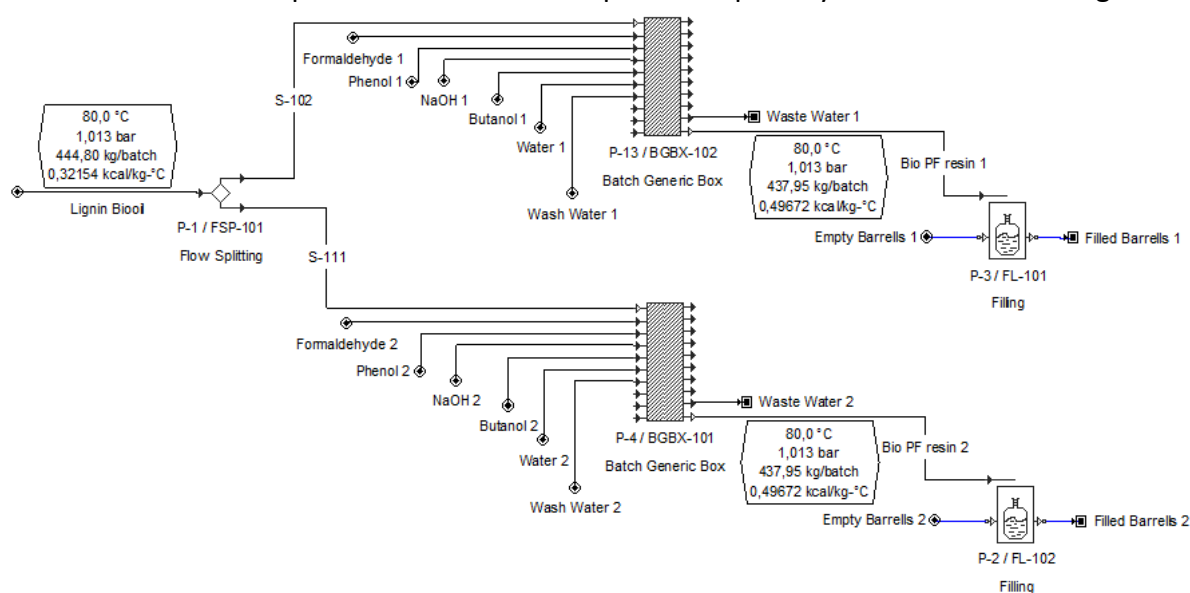 S-102
Formaldehyde 1
Phenol 1
NaOH 1
Butanol 1
Water 1
Wash Water 1
P-13 / BGBX-102
Batch Generic Box
Waste Water 1
80,0 °C
1,013 bar
437,95 kg/batch
0,49672 kcal/kg-°C
Bio PF resin 1
Empty Barrells 1
Filled Barrells 1
P-3 / FL-101
Filling
80,0 °C
1,013 bar
444,80 kg/batch
0,32154 kcal/kg-°C
Lignin Biooil
P-1 / FSP-101
Flow Splitting
S-111
Formaldehyde 2
Phenol 2
NaOH 2
Butanol 2
Water 2
Wash Water 2
P-4 / BGBX-101
Batch Generic Box
Waste Water 2
80,0 °C
1,013 bar
437,95 kg/batch
0,49672 kcal/kg-°C
Bio PF resin 2
Empty Barrells 2
Filled Barrells 2
P-2 / FL-102
Filling